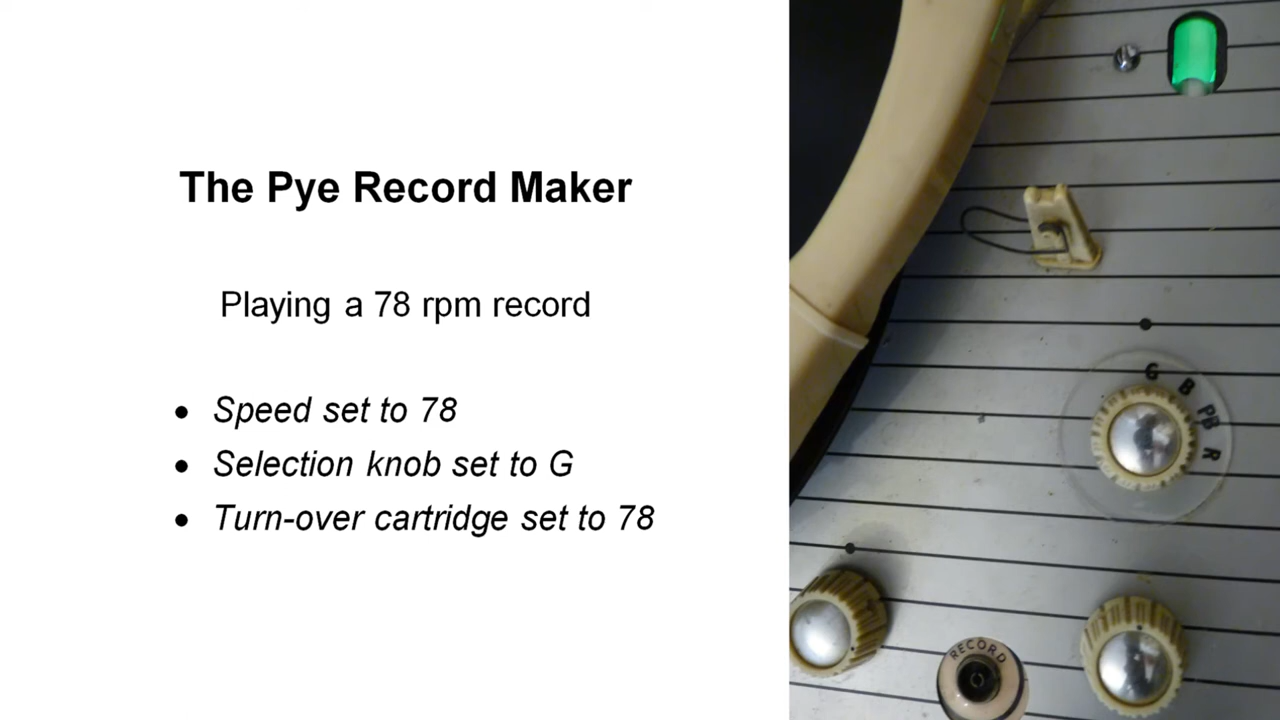 The Pye Record Maker
Playing a 78 rpm record
• Speed set to 78
• Selection knob set to G
• Turn-over cartridge set to 78
G
B
PB
R
RECORD